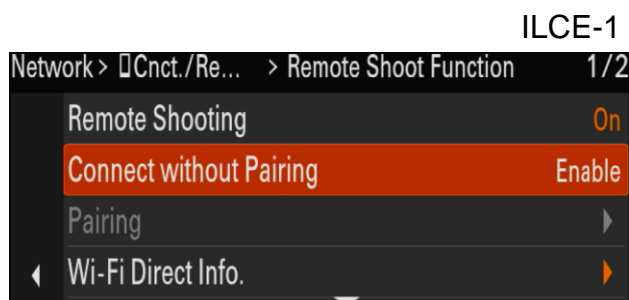 ILCE-1
Network > Cnct./Re... > Remote Shoot Function 1/2
Remote Shooting On
Connect without Pairing Enable
Pairing
Wi-Fi Direct Info.